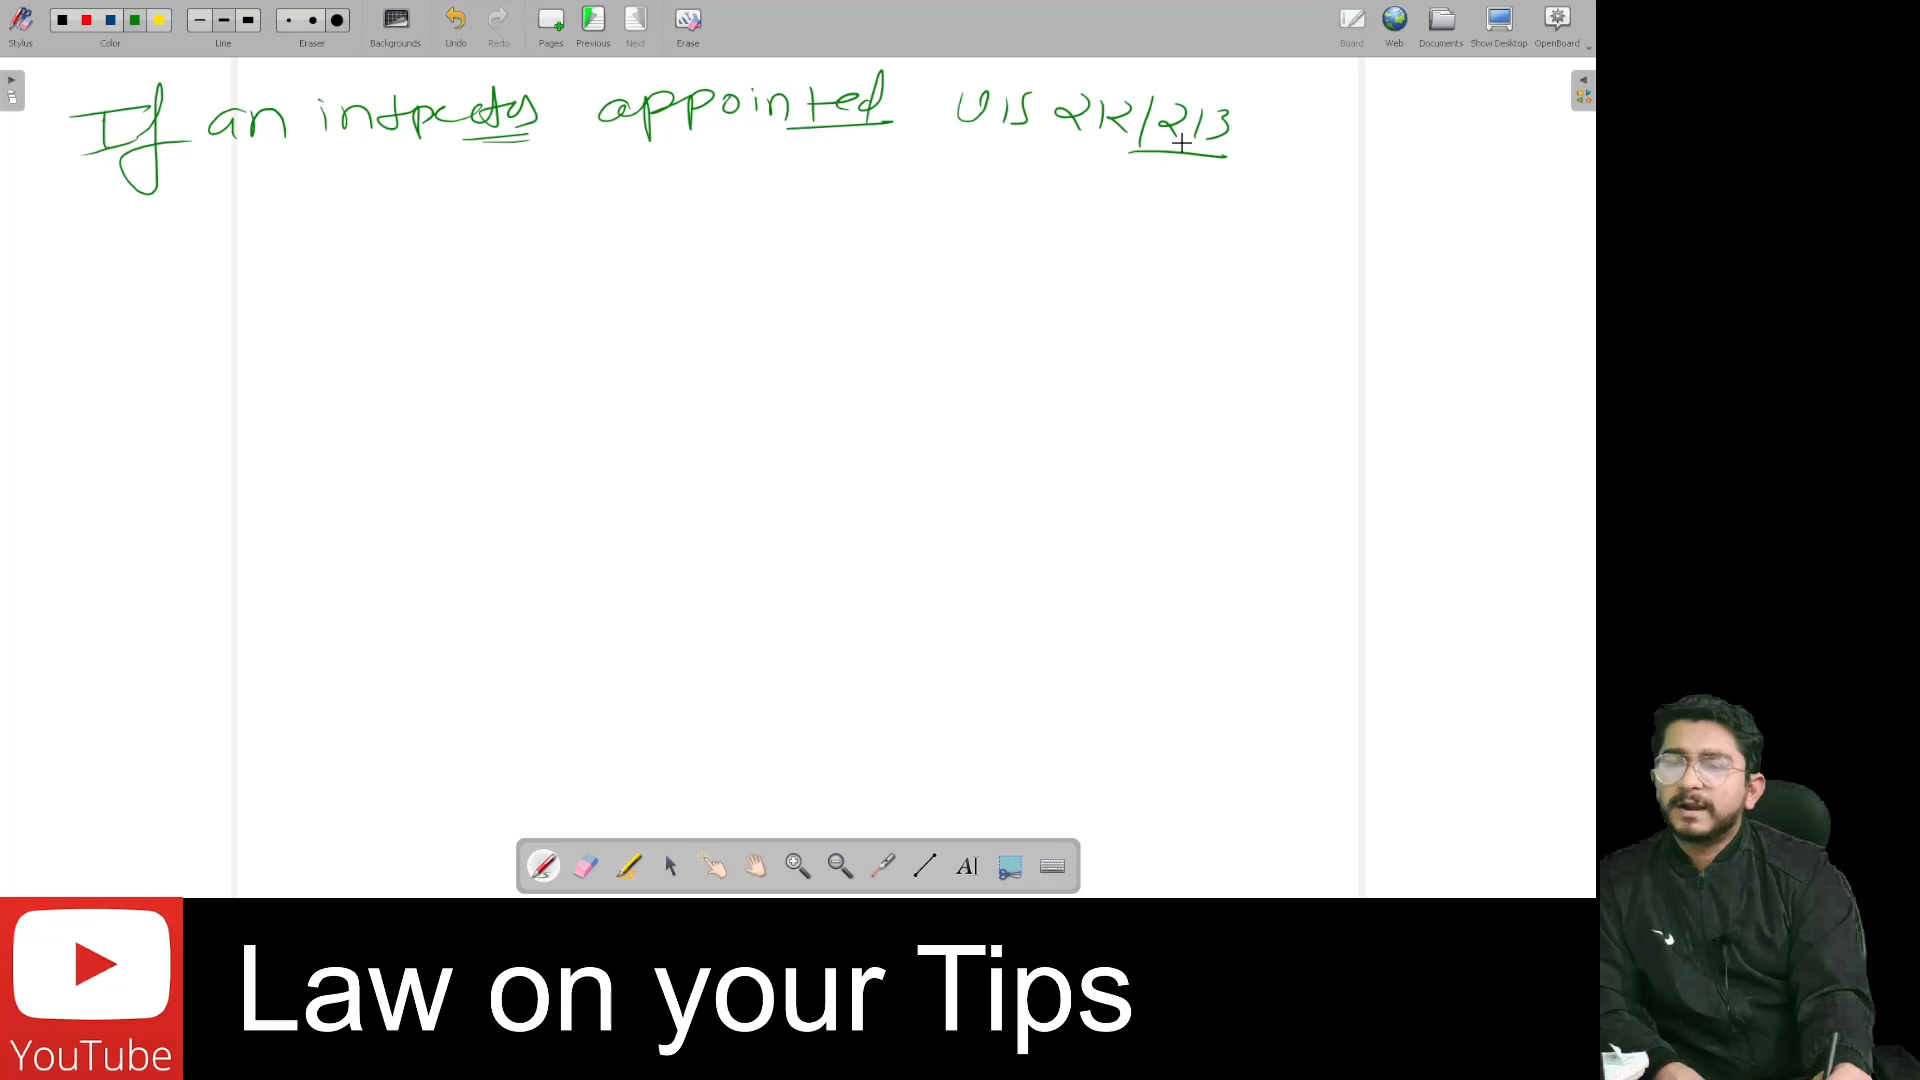 Stylus Color Line Eraser Backgrounds Undo Redo Pages Previous Next Erase Board Web Documents Show Desktop OpenBoard
If an intpector appointed U/S 212/213
A
YouTube
Law on your Tips